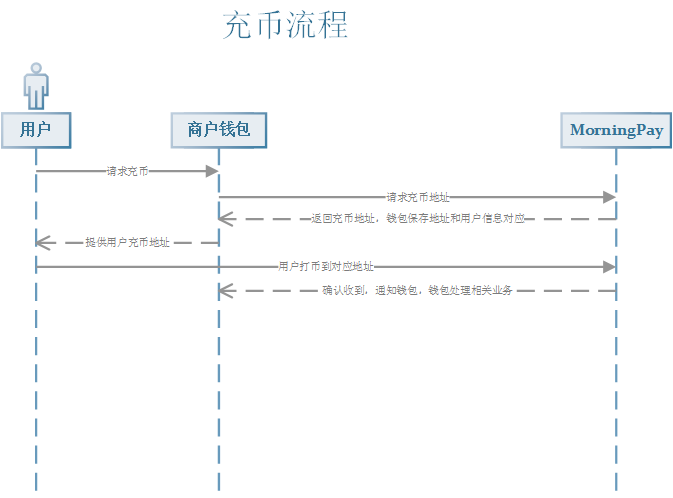 充币流程
用户
商户钱包
MorningPay
请求充币
请求充币地址
返回充币地址，钱包保存地址和用户信息对应
提供用户充币地址
用户打币到对应地址
确认收到，通知钱包，钱包处理相关业务